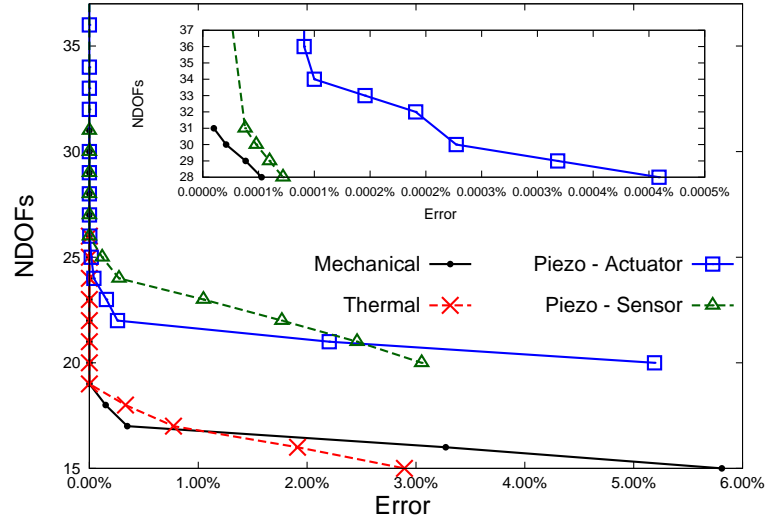 37
36
35
34
33
32
31
30
29
28
NDOFs
0.0000% 0.0001% 0.0001% 0.0002% 0.0002% 0.0003% 0.0003% 0.0004% 0.0004% 0.0005%
Error
35
30
25
20
15
NDOFs
Mechanical
Thermal
Piezo - Actuator
Piezo - Sensor
0.00% 1.00% 2.00% 3.00% 4.00% 5.00% 6.00%
Error